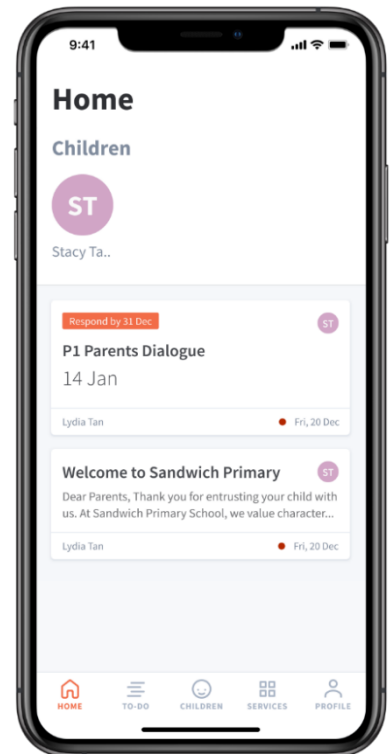 9:41
Home
Children
ST
Stacy Ta..
Respond by 31 Dec
ST
P1 Parents Dialogue
14 Jan
Lydia Tan
Fri, 20 Dec
Welcome to Sandwich Primary
ST
Dear Parents, Thank you for entrusting your child with
us. At Sandwich Primary School, we value character...
Lydia Tan
Fri, 20 Dec
HOME
TO-DO
CHILDREN
SERVICES
PROFILE